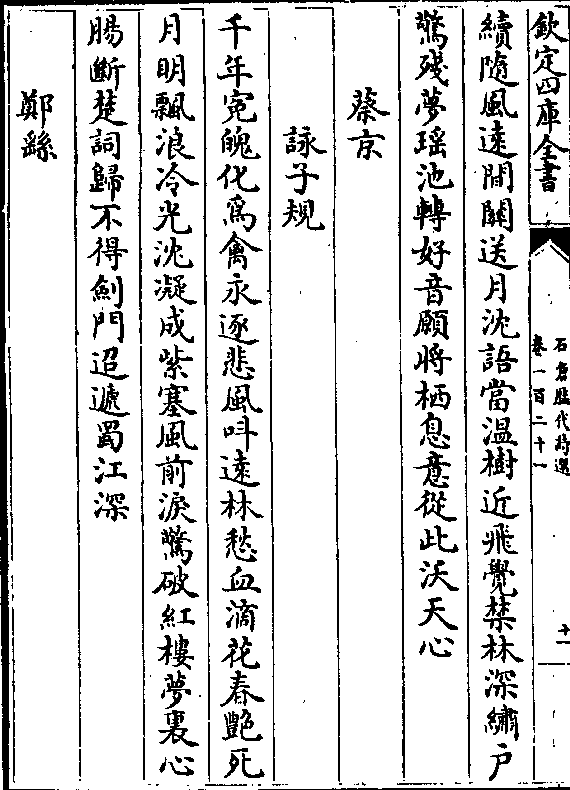 欽定四庫全書
石倉歷代詩選
卷一百二十一
十一
續隨風遠間關送月沈語當溫樹近飛覺禁林深繡户
驚殘夢瑶池轉好音願將栖息意從此沃天心
蔡京
詠子規
千年寃魄化爲禽永逐悲風呌遠林愁血滴花春艶死
月明飄浪冷光沈凝成紫塞風前淚驚破紅樓夢裏心
腸斷楚詞歸不得劍門迢遞蜀江深
鄭繇